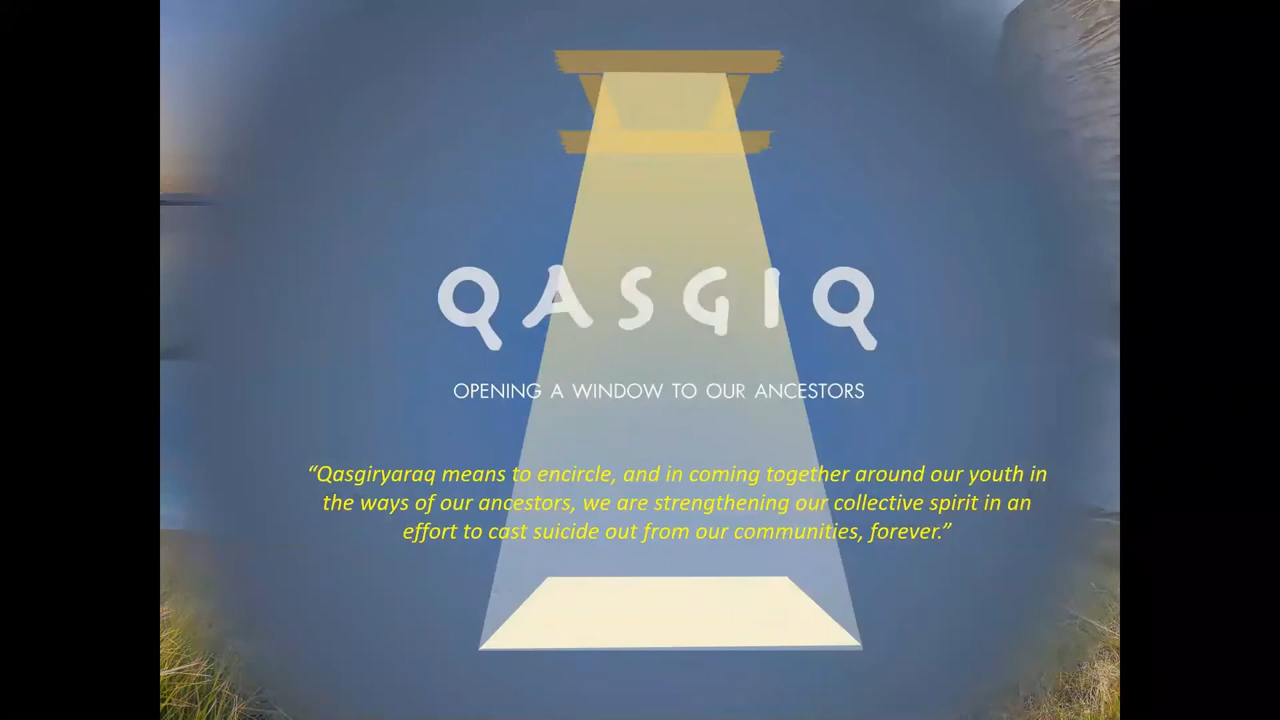 QASGIQ
OPENING A WINDOW TO OUR ANCESTORS
“Qasgiryaraq means to encircle, and in coming together around our youth in
the ways of our ancestors, we are strengthening our collective spirit in an
effort to cast suicide out from our communities, forever.”